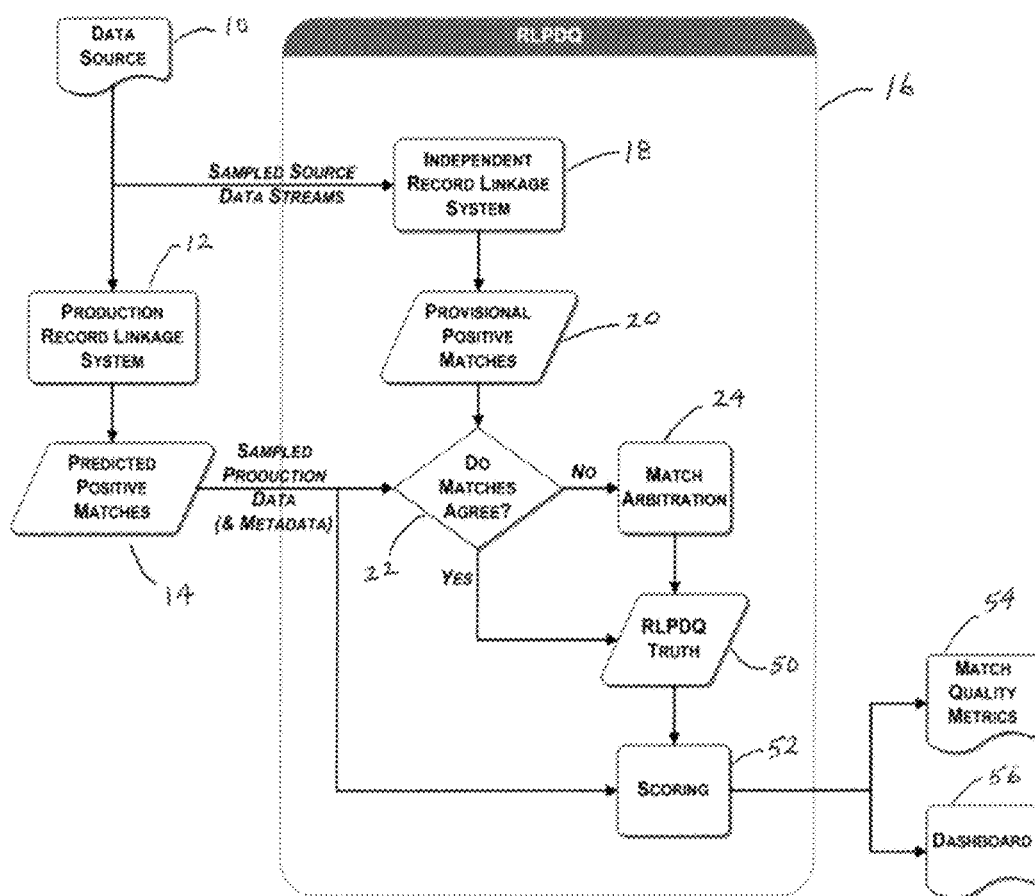 DATA
SOURCE
10
RLPDQ
16
SAMPLED SOURCE
DATA STREAMS
INDEPENDENT
RECORD LINKAGE
SYSTEM
18
12
PRODUCTION
RECORD LINKAGE
SYSTEM
PROVISIONAL
POSITIVE
MATCHES
20
PREDICTED
POSITIVE
MATCHES
14
SAMPLED
PRODUCTION
DATA
(& METADATA)
DO
MATCHES
AGREE?
22
NO
YES
24
MATCH
ARBITRATION
RLPDQ
TRUTH
50
SCORING
52
54
MATCH
QUALITY
METRICS
56
DASHBOARD